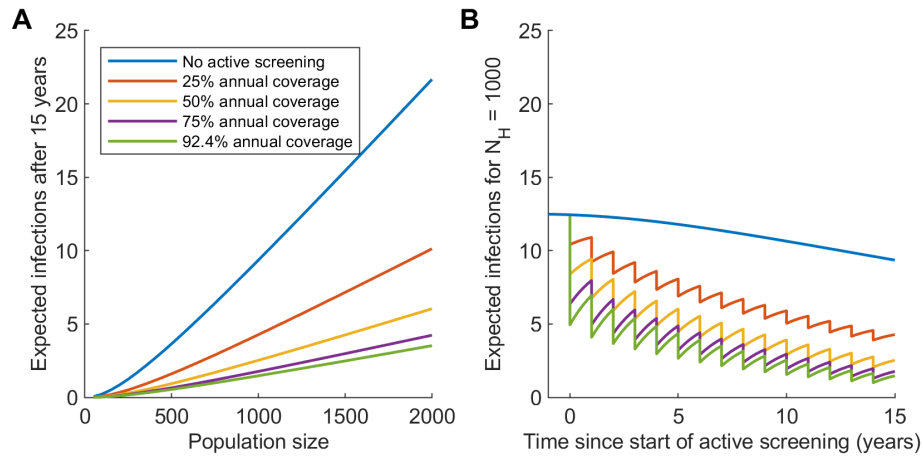 A
B
Expected infections after 15 years
25
20
15
10
5
0
No active screening
25% annual coverage
50% annual coverage
75% annual coverage
92.4% annual coverage
0
500
1000
1500
2000
Population size
Expected infections for N_H = 1000
25
20
15
10
5
0
0
5
10
15
Time since start of active screening (years)